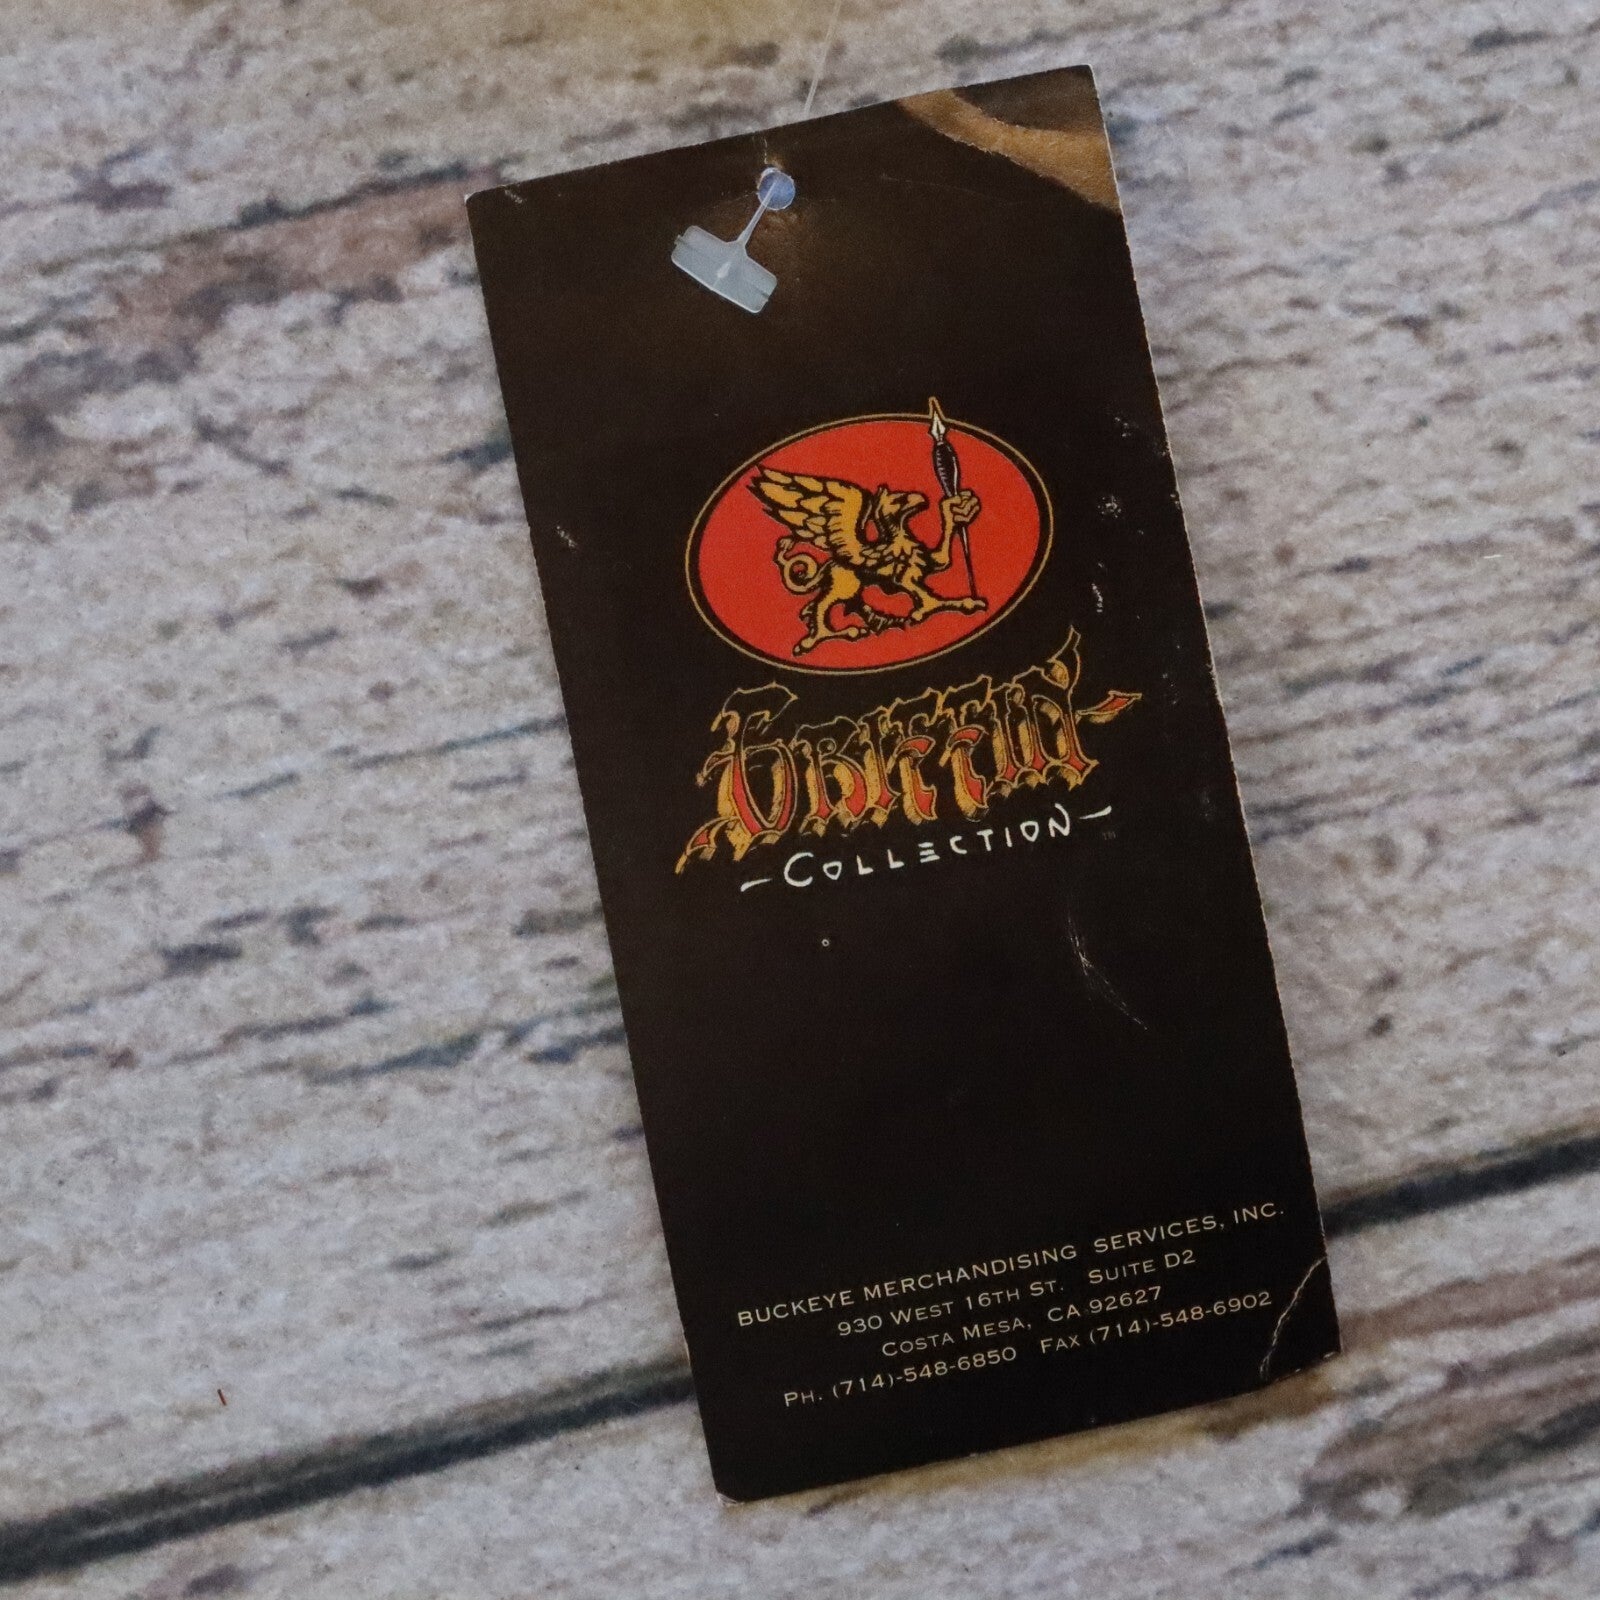 GRIFFIN
-COLLECTION-
BUCKEYE MERCHANDISING SERVICES, INC.
930 WEST 16TH ST. SUITE D2
COSTA MESA, CA 92627
PH. (714)-548-6850 FAX (714)-548-6902